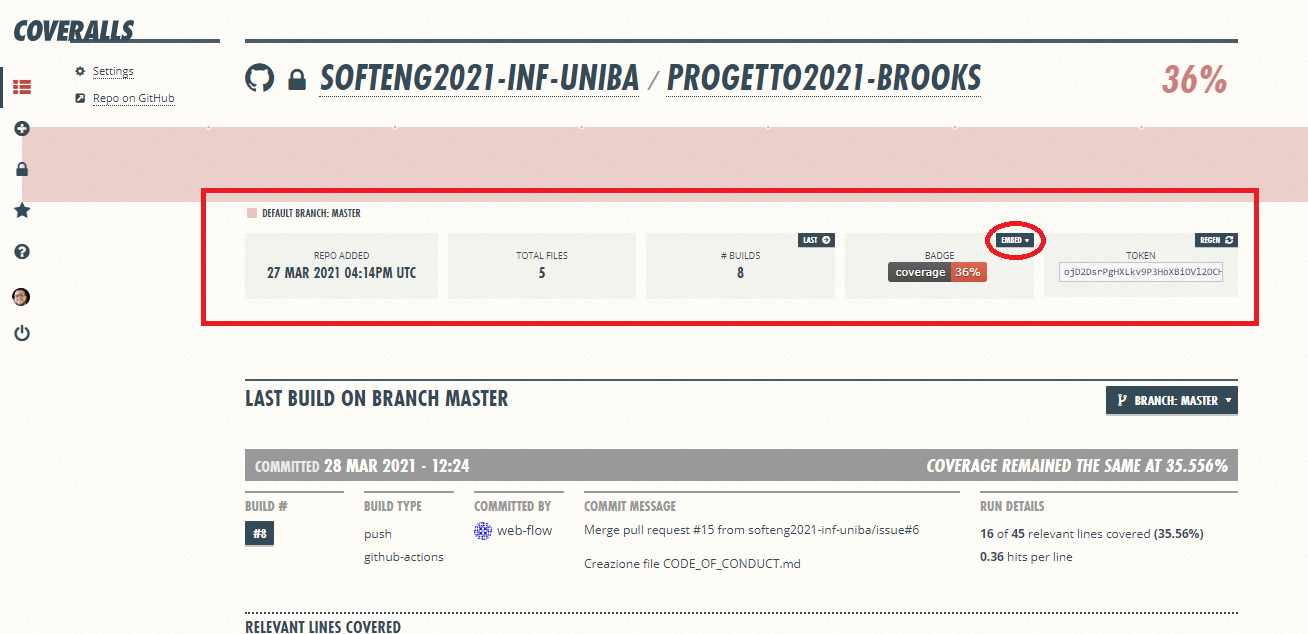 COVERALLS
Settings
Repo on GitHub
SOFTENG2021-INF-UNIBA / PROGETTO2021-BROOKS
36%
DEFAULT BRANCH: MASTER
REPO ADDED
27 MAR 2021 04:14PM UTC
TOTAL FILES
5
LAST
# BUILDS
8
EMBED
BADGE
coverage 36%
REGEN
TOKEN
ojD2DsrPgHXLkv9P3HoXBiOVl2OCH
LAST BUILD ON BRANCH MASTER
BRANCH: MASTER
COMMITTED 28 MAR 2021 - 12:24
COVERAGE REMAINED THE SAME AT 35.556%
BUILD #
#8
BUILD TYPE
push
github-actions
COMMITTED BY
web-flow
COMMIT MESSAGE
Merge pull request #15 from softeng2021-inf-uniba/issue#6
Creazione file CODE_OF_CONDUCT.md
RUN DETAILS
16 of 45 relevant lines covered (35.56%)
0.36 hits per line
RELEVANT LINES COVERED